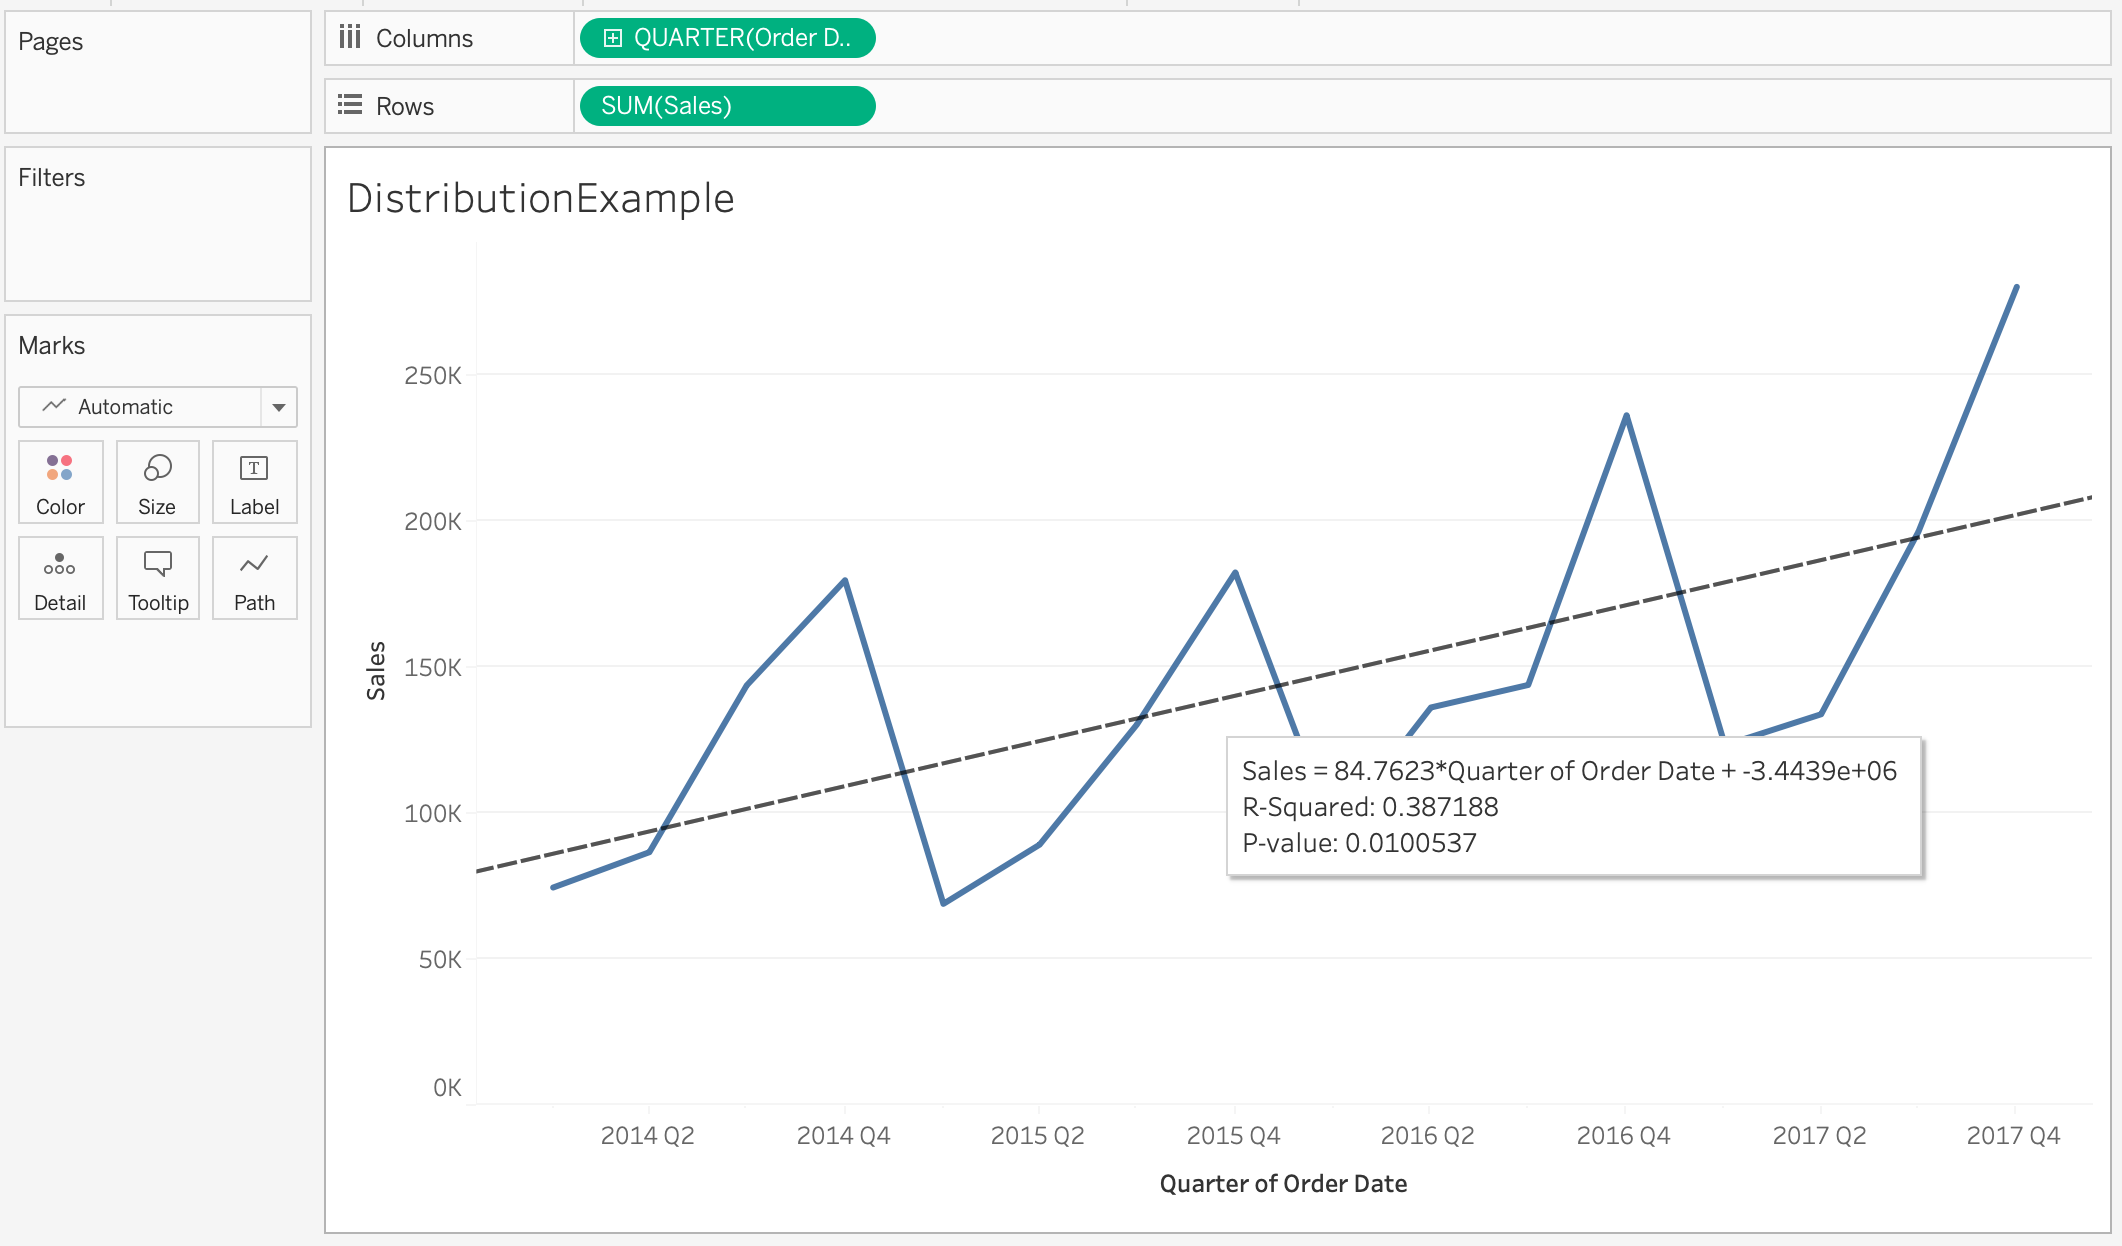 Pages
Columns
QUARTER(Order D..
Rows
SUM(Sales)
Filters
Marks
Automatic
Color
Size
T
Label
Detail
Tooltip
Path
DistributionExample
Sales
250K
200K
150K
100K
50K
0K
Sales = 84.7623*Quarter of Order Date + -3.4439e+06
R-Squared: 0.387188
P-value: 0.0100537
2014 Q2
2014 Q4
2015 Q2
2015 Q4
2016 Q2
2016 Q4
2017 Q2
2017 Q4
Quarter of Order Date